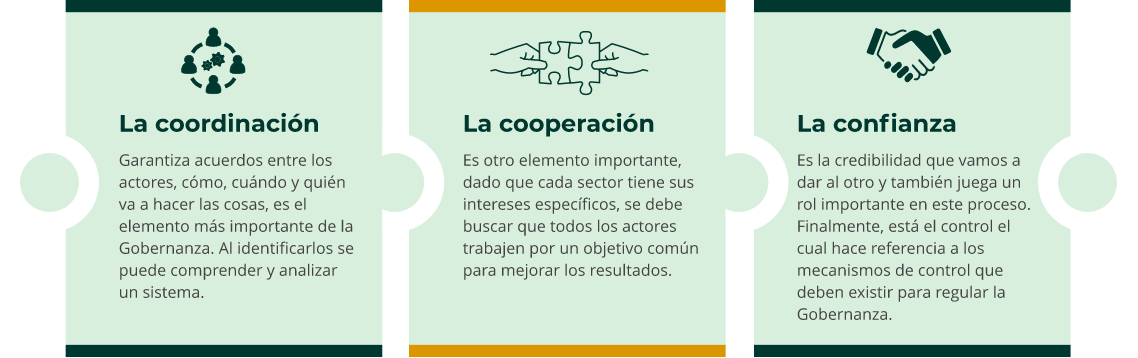 La coordinación
Garantiza acuerdos entre los
actores, cómo, cuándo y quién
va a hacer las cosas, es el
elemento más importante de la
Gobernanza. Al identificarlos se
puede comprender y analizar
un sistema.
La cooperación
Es otro elemento importante,
dado que cada sector tiene sus
intereses específicos, se debe
buscar que todos los actores
trabajen por un objetivo común
para mejorar los resultados.
La confianza
Es la credibilidad que vamos a
dar al otro y también juega un
rol importante en este proceso.
Finalmente, está el control el
cual hace referencia a los
mecanismos de control que
deben existir para regular la
Gobernanza.